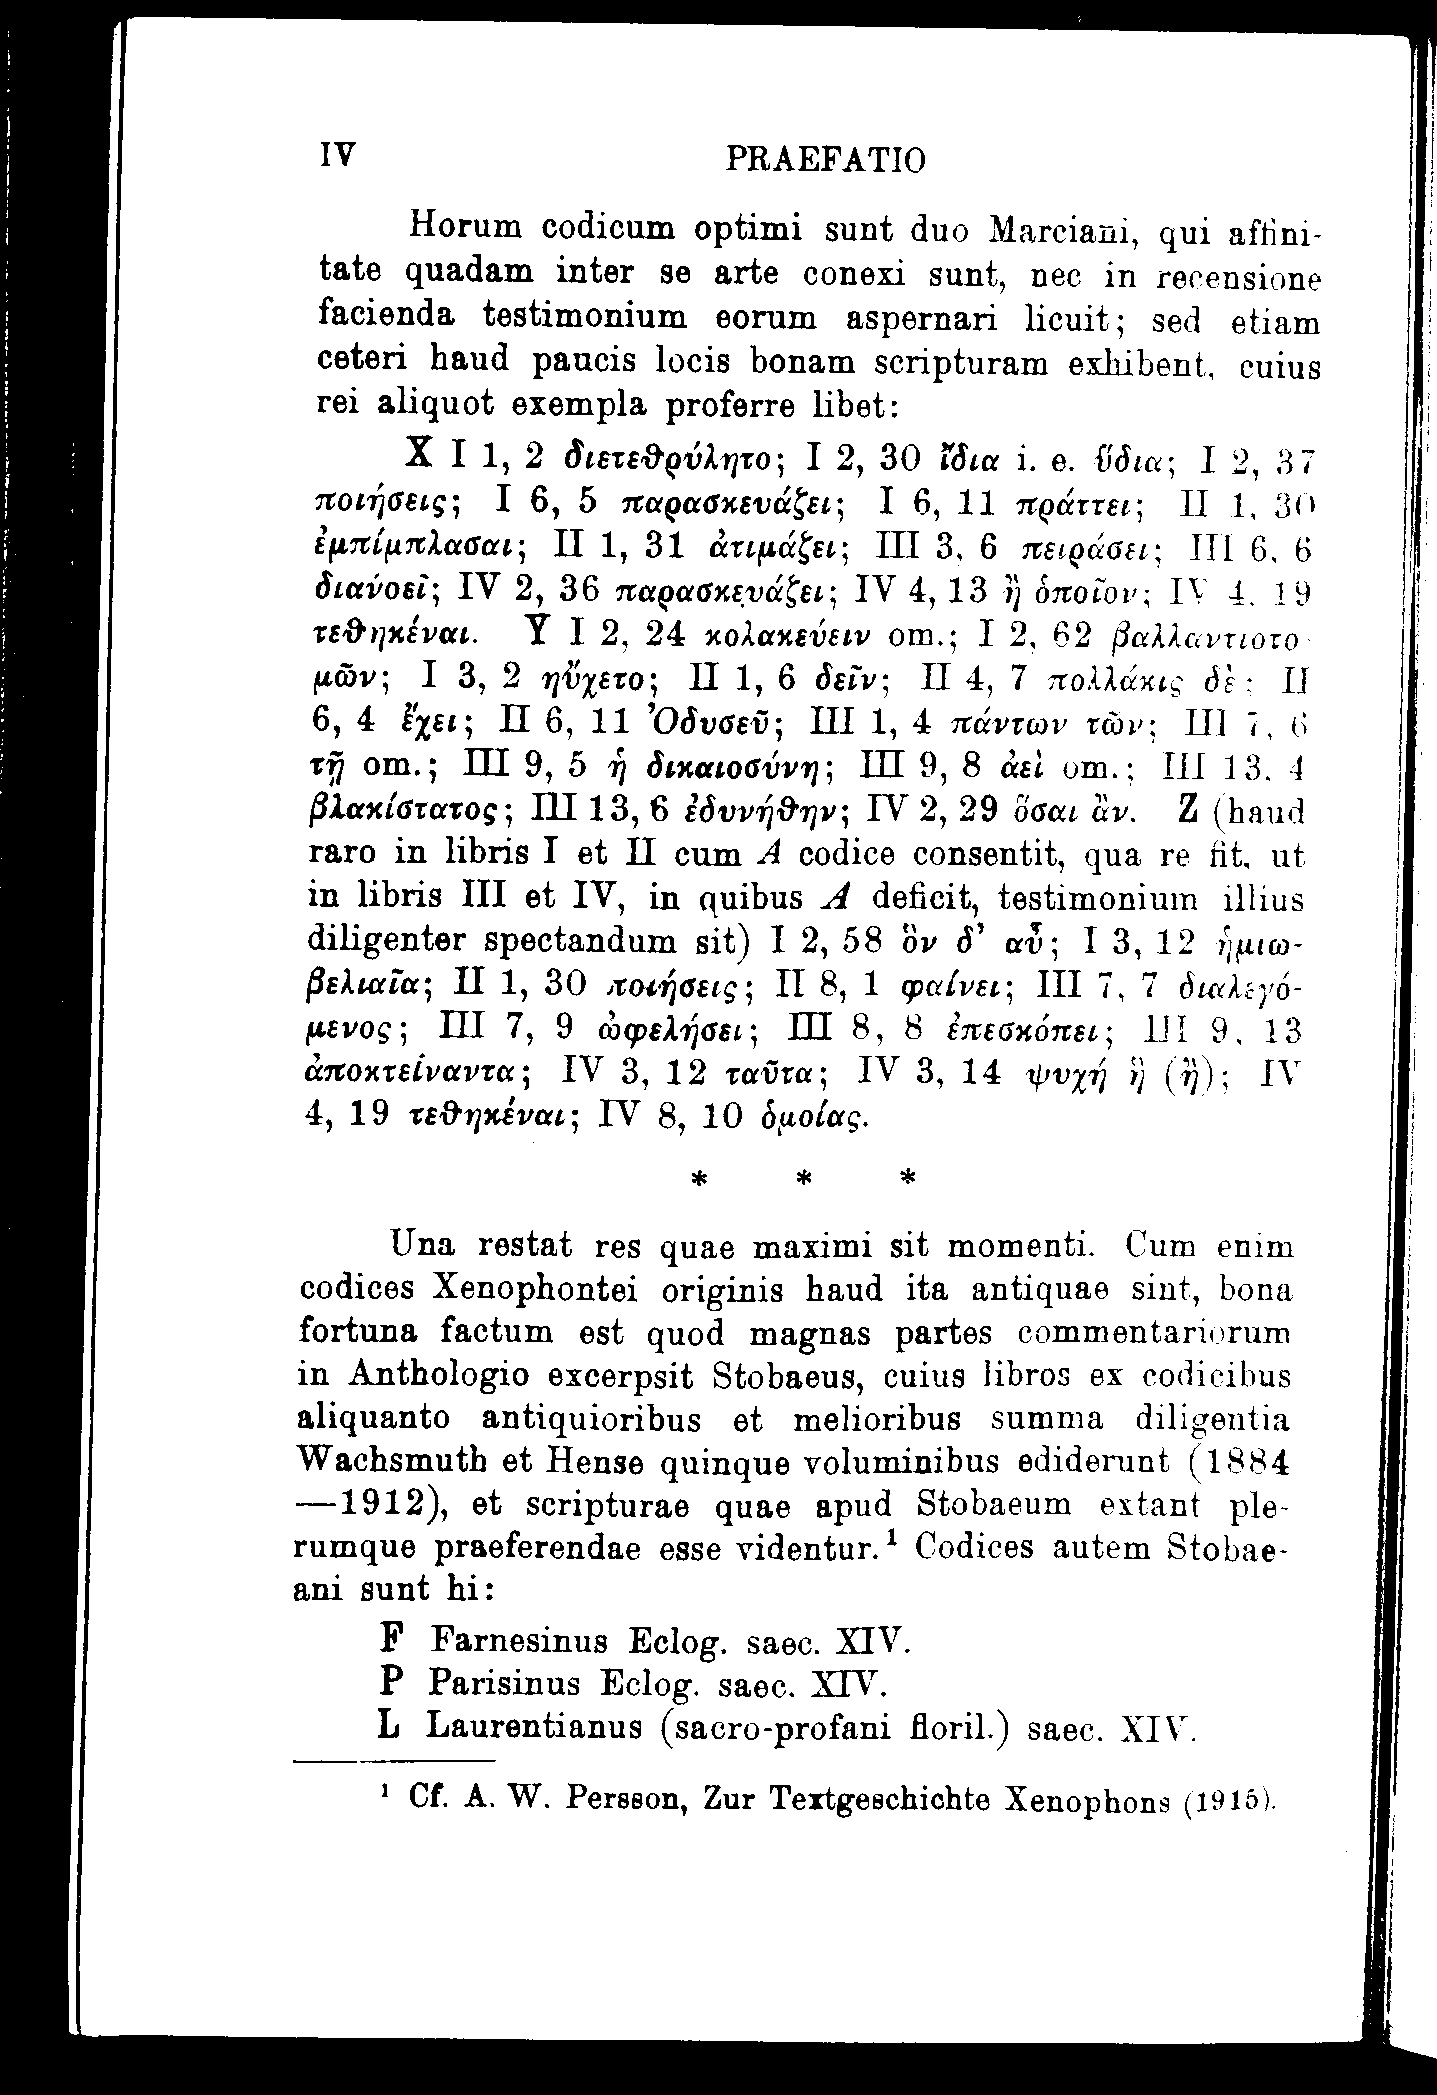 IV PRAEFATIO
Horum codicum optimi sunt duo Marciani, qui affini-
tate quadam inter se arte conexi sunt, nec in recensione
facienda testimonium eorum aspernari licuit; sed etiam
ceteri haud paucis locis bonam scripturam exhibent, cuius
rei aliquot exempla proferre libet:
X I 1, 2 διετεθρύλητο; I 2, 30 ἵδια i. e. ὕδια; I 2, 37
ποιήσεις; I 6, 5 παρασκευάζει; I 6, 11 πράττει; II 1, 30
ἐμπίμπλασαι; II 1, 31 ἀτιμάζει; III 3, 6 πειράσει; III 6, 6
διανοεῖ; IV 2, 36 παρασκευάζει; IV 4, 13 ἢ ὁποῖον; IV 4, 19
τεθηκέναι. Y I 2, 24 κολακεύειν om.; I 2, 62 βαλλαντιοτο
μῶν; I 3, 2 ηὔχετο; II 1, 6 δεῖν; II 4, 7 πολλάκις δὲ; II
6, 4 ἔχει; II 6, 11 Ὀδυσεῦ; III 1, 4 πάντων τῶν; III 7, 6
τῇ om.; III 9, 5 ἡ δικαιοσύνη; III 9, 8 ἀεὶ om.; III 13, 4
βλακίστατος; III 13, 6 ἐδυνήθην; IV 2, 29 ὅσαι ἂν. Z (haud
raro in libris I et II cum A codice consentit, qua re fit, ut
in libris III et IV, in quibus A deficit, testimonium illius
diligenter spectandum sit) I 2, 58 ὃν δ’ αὖ; I 3, 12 ἡμιω-
βελιαῖα; II 1, 30 ποιήσεις; II 8, 1 φαίνει; III 7, 7 διαλεγό-
μενος; III 7, 9 ὠφελήσει; III 8, 8 ἐπεσκόπει; III 9, 13
ἀποκτείναντα; IV 3, 12 ταῦτα; IV 3, 14 ψυχή ἢ (ἢ); IV
4, 19 τεθηκέναι; IV 8, 10 ὁμοίας.
* * *
Una restat res quae maximi sit momenti. Cum enim
codices Xenophontei originis haud ita antiquae sint, bona
fortuna factum est quod magnas partes commentariorum
in Anthologio excerpsit Stobaeus, cuius libros ex codicibus
aliquanto antiquioribus et melioribus summa diligentia
Wachsmuth et Hense quinque voluminibus ediderunt (1884
—1912), et scripturae quae apud Stobaeum extant ple-
rumque praeferendae esse videntur.¹ Codices autem Stobae-
ani sunt hi:
F Farnesinus Eclog. saec. XIV.
P Parisinus Eclog. saec. XIV.
L Laurentianus (sacro-profani floril.) saec. XIV.
¹ Cf. A. W. Persson, Zur Textgeschichte Xenophons (1915).